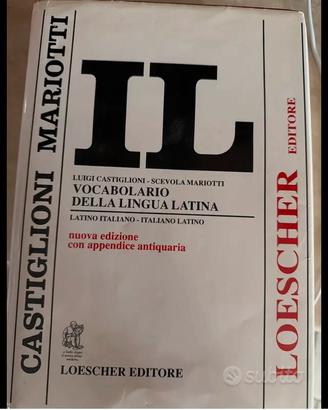 CASTIGLIONI MARIOTTI
IL
LUIGI CASTIGLIONI - SCEVOLA MARIOTTI
VOCABOLARIO
DELLA LINGUA LATINA
LATINO ITALIANO - ITALIANO LATINO
nuova edizione
con appendice antiquaria
LOESCHER EDITORE
LOESCHER EDITORE
subito